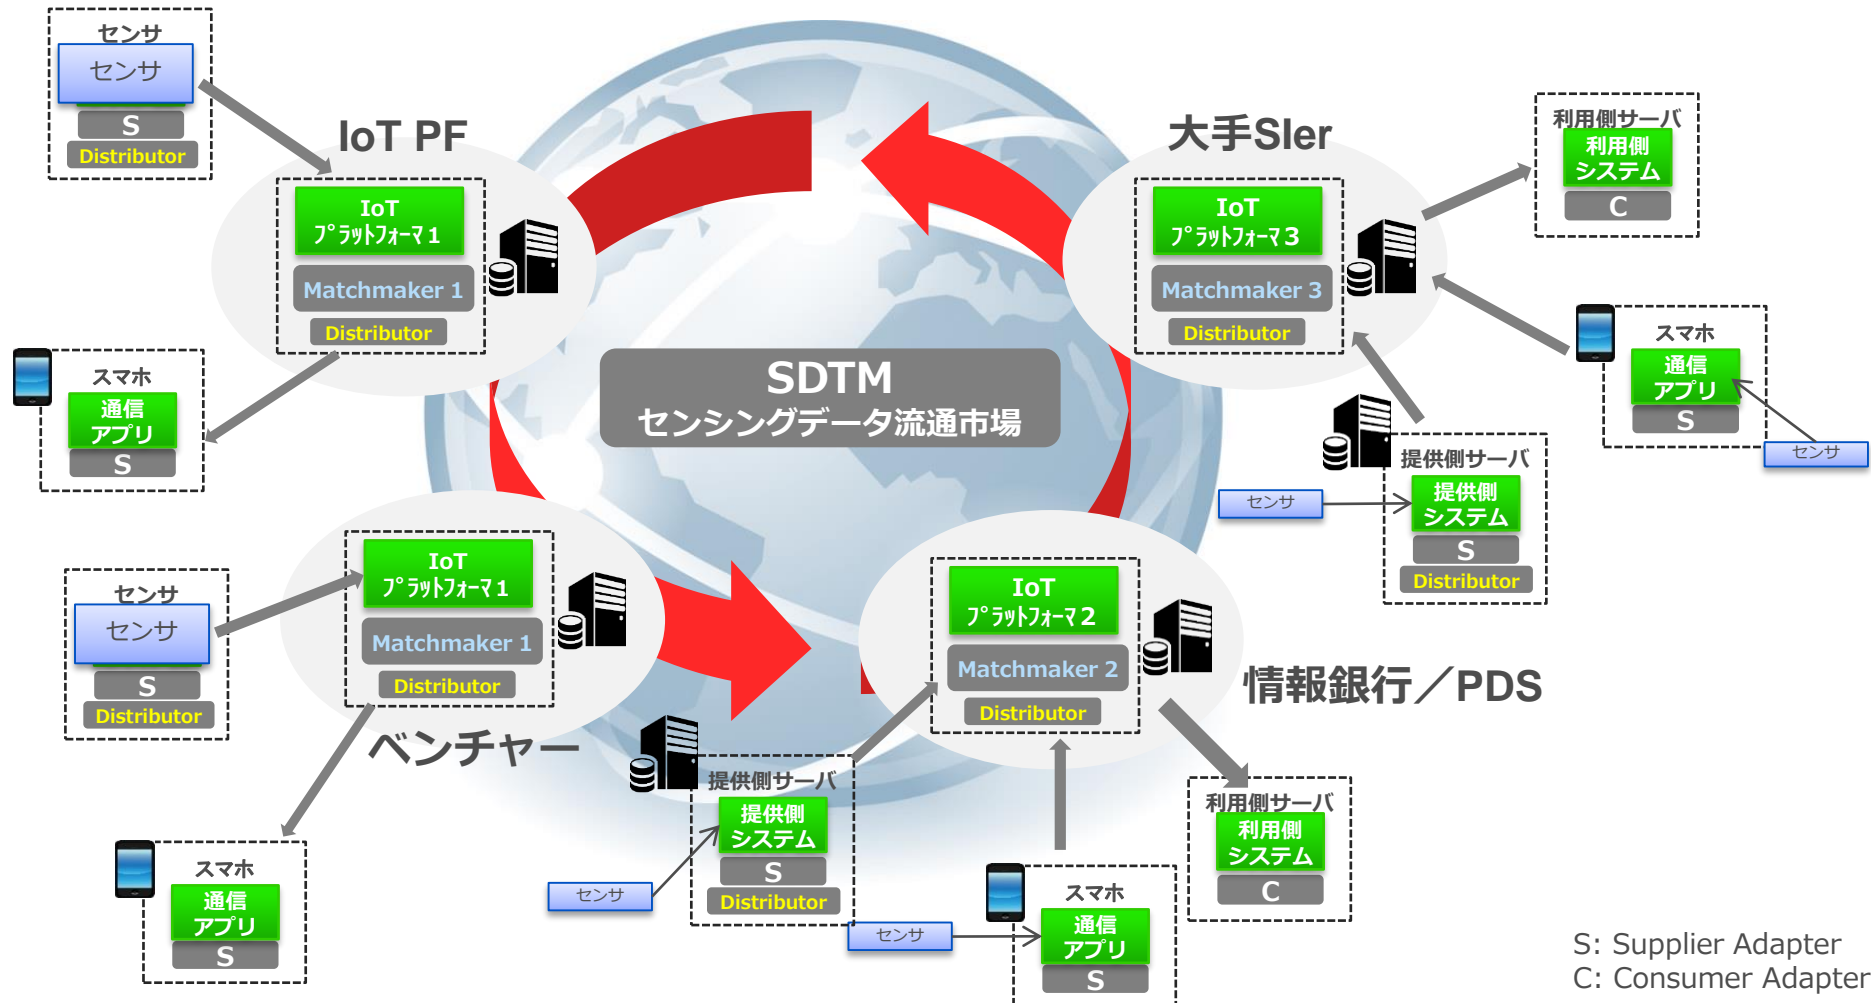 センサ
センサ
S
Distributor
IoT PF
IoT
プラットフォーマ1
Matchmaker 1
Distributor
スマホ
通信
アプリ
S
大手SIer
IoT
プラットフォーマ3
Matchmaker 3
Distributor
利用側サーバ
利用側
システム
C
スマホ
通信
アプリ
S
センサ
提供側サーバ
提供側
システム
S
Distributor
センサ
SDTM
センシングデータ流通市場
センサ
センサ
S
Distributor
IoT
プラットフォーマ1
Matchmaker 1
Distributor
ベンチャー
スマホ
通信
アプリ
S
IoT
プラットフォーマ2
Matchmaker 2
Distributor
情報銀行／PDS
提供側サーバ
提供側
システム
S
Distributor
センサ
利用側サーバ
利用側
システム
C
スマホ
通信
アプリ
S
センサ
S: Supplier Adapter
C: Consumer Adapter